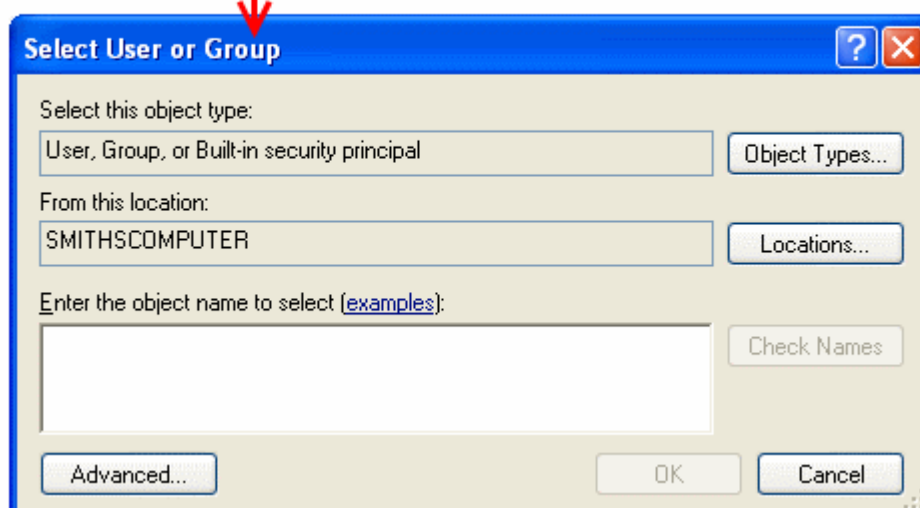 Select User or Group
Select this object type:
User, Group, or Built-in security principal
Object Types...
From this location:
SMITHSCOMPUTER
Locations...
Enter the object name to select (examples):
Check Names
Advanced...
OK
Cancel